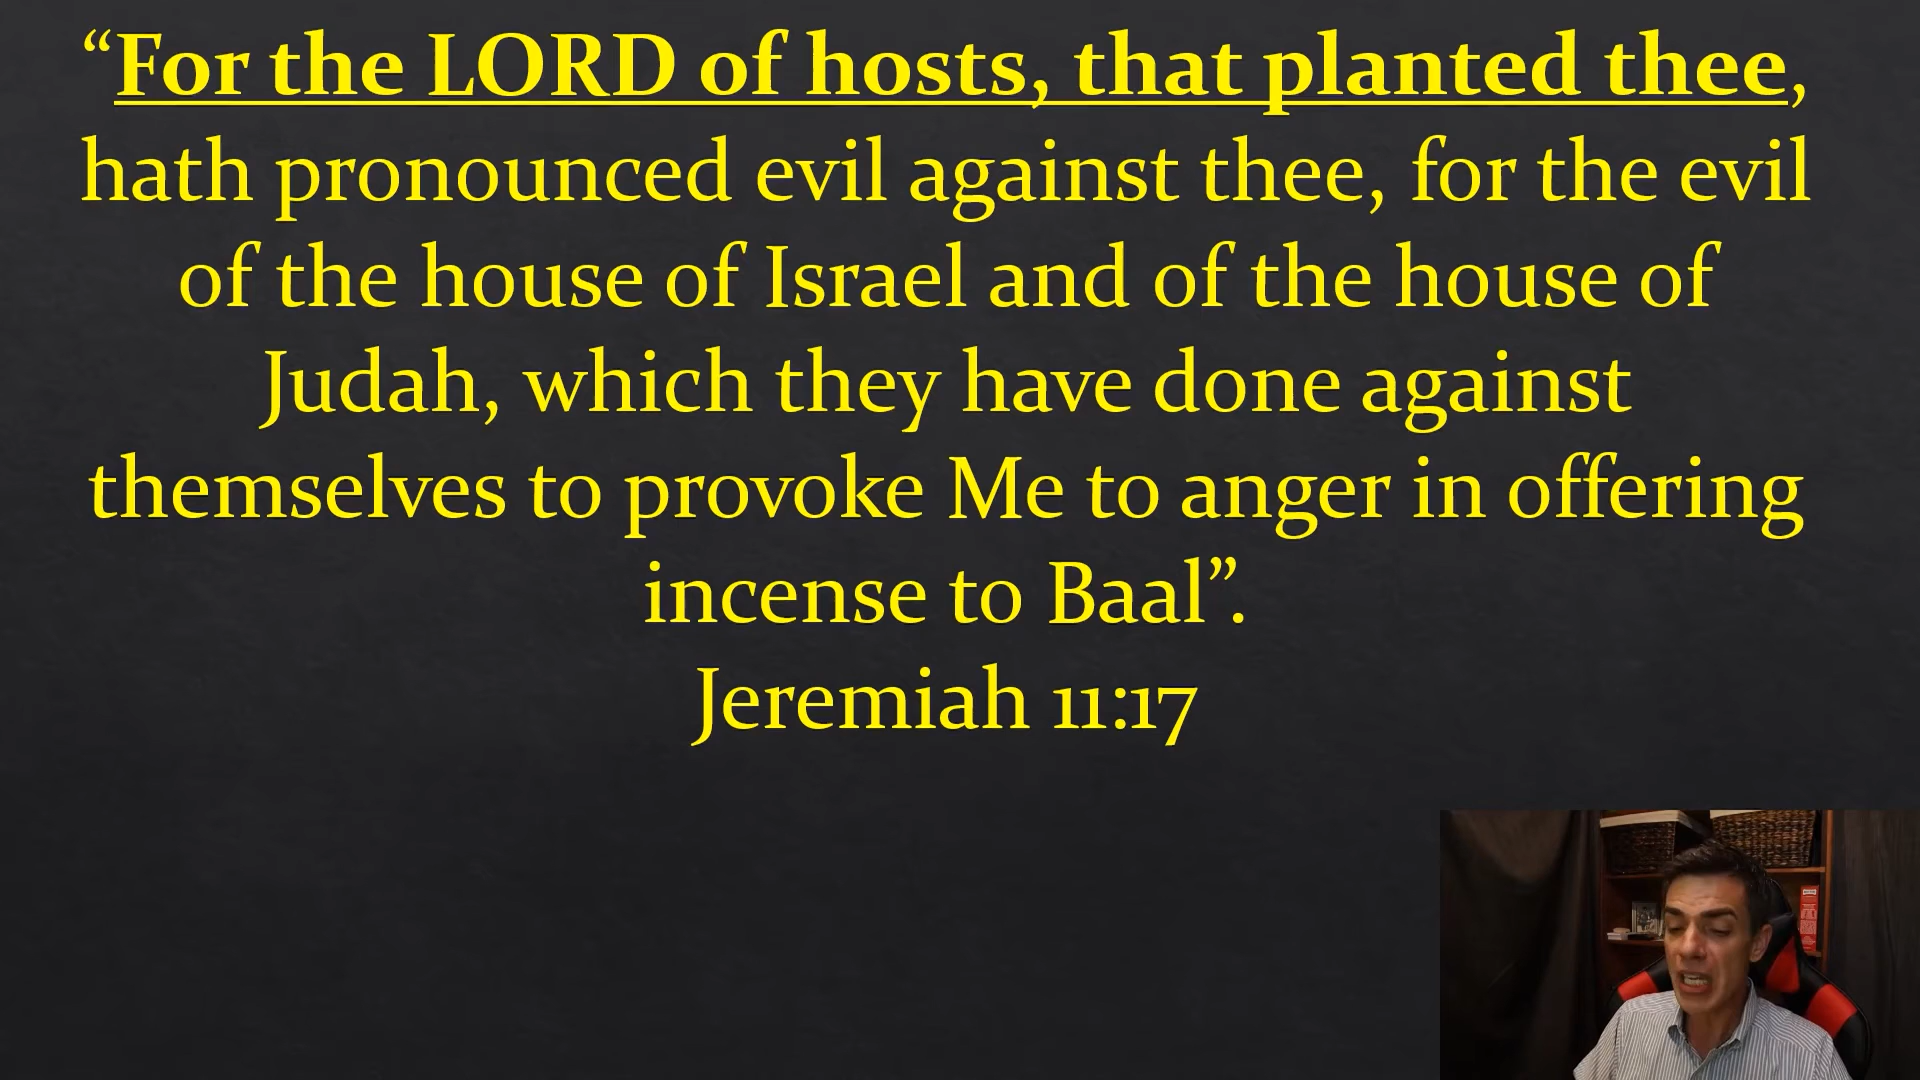 “For the LORD of hosts, that planted thee,
hath pronounced evil against thee, for the evil
of the house of Israel and of the house of
Judah, which they have done against
themselves to provoke Me to anger in offering
incense to Baal”.
Jeremiah 11:17